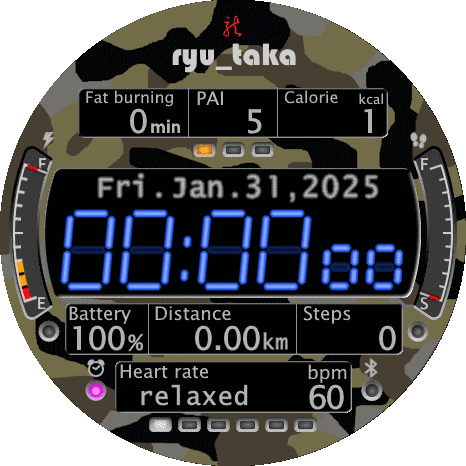 ryu_taka
Fat burning PAI Calorie kcal
0min 5 1
F F
Fri.Jan.31,2025
00:00 00
E S
Battery Distance Steps
100% 0.00km 0
Heart rate bpm
relaxed 60